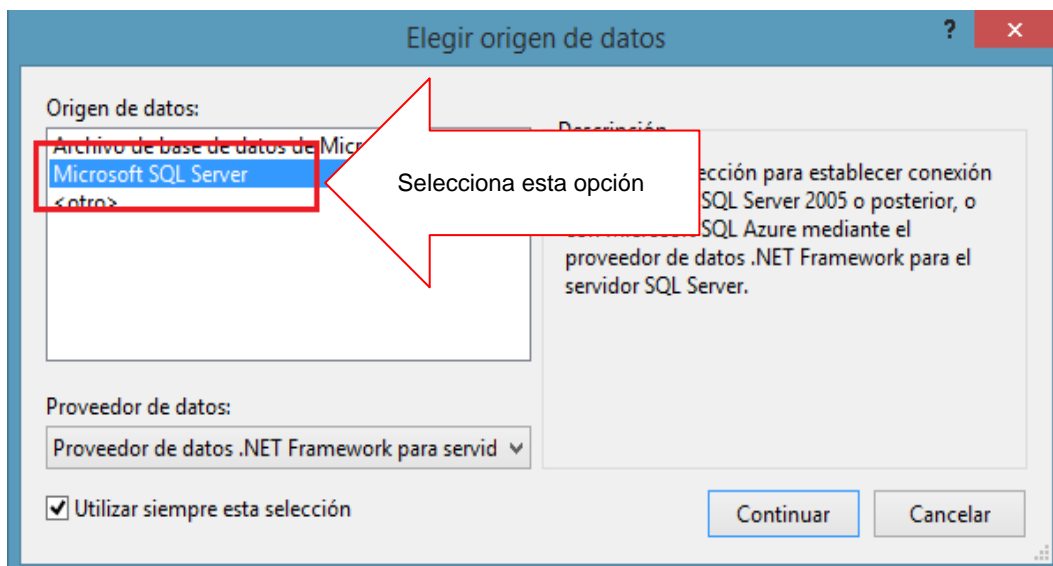 Elegir origen de datos
?
Origen de datos:
Archivo de base de datos de Micr
Microsoft SQL Server
<otro>
Selecciona esta opción
Descripción
ección para establecer conexión
SQL Server 2005 o posterior, o
con Microsoft SQL Azure mediante el
proveedor de datos .NET Framework para el
servidor SQL Server.
Proveedor de datos:
Proveedor de datos .NET Framework para servid
Utilizar siempre esta selección
Continuar
Cancelar